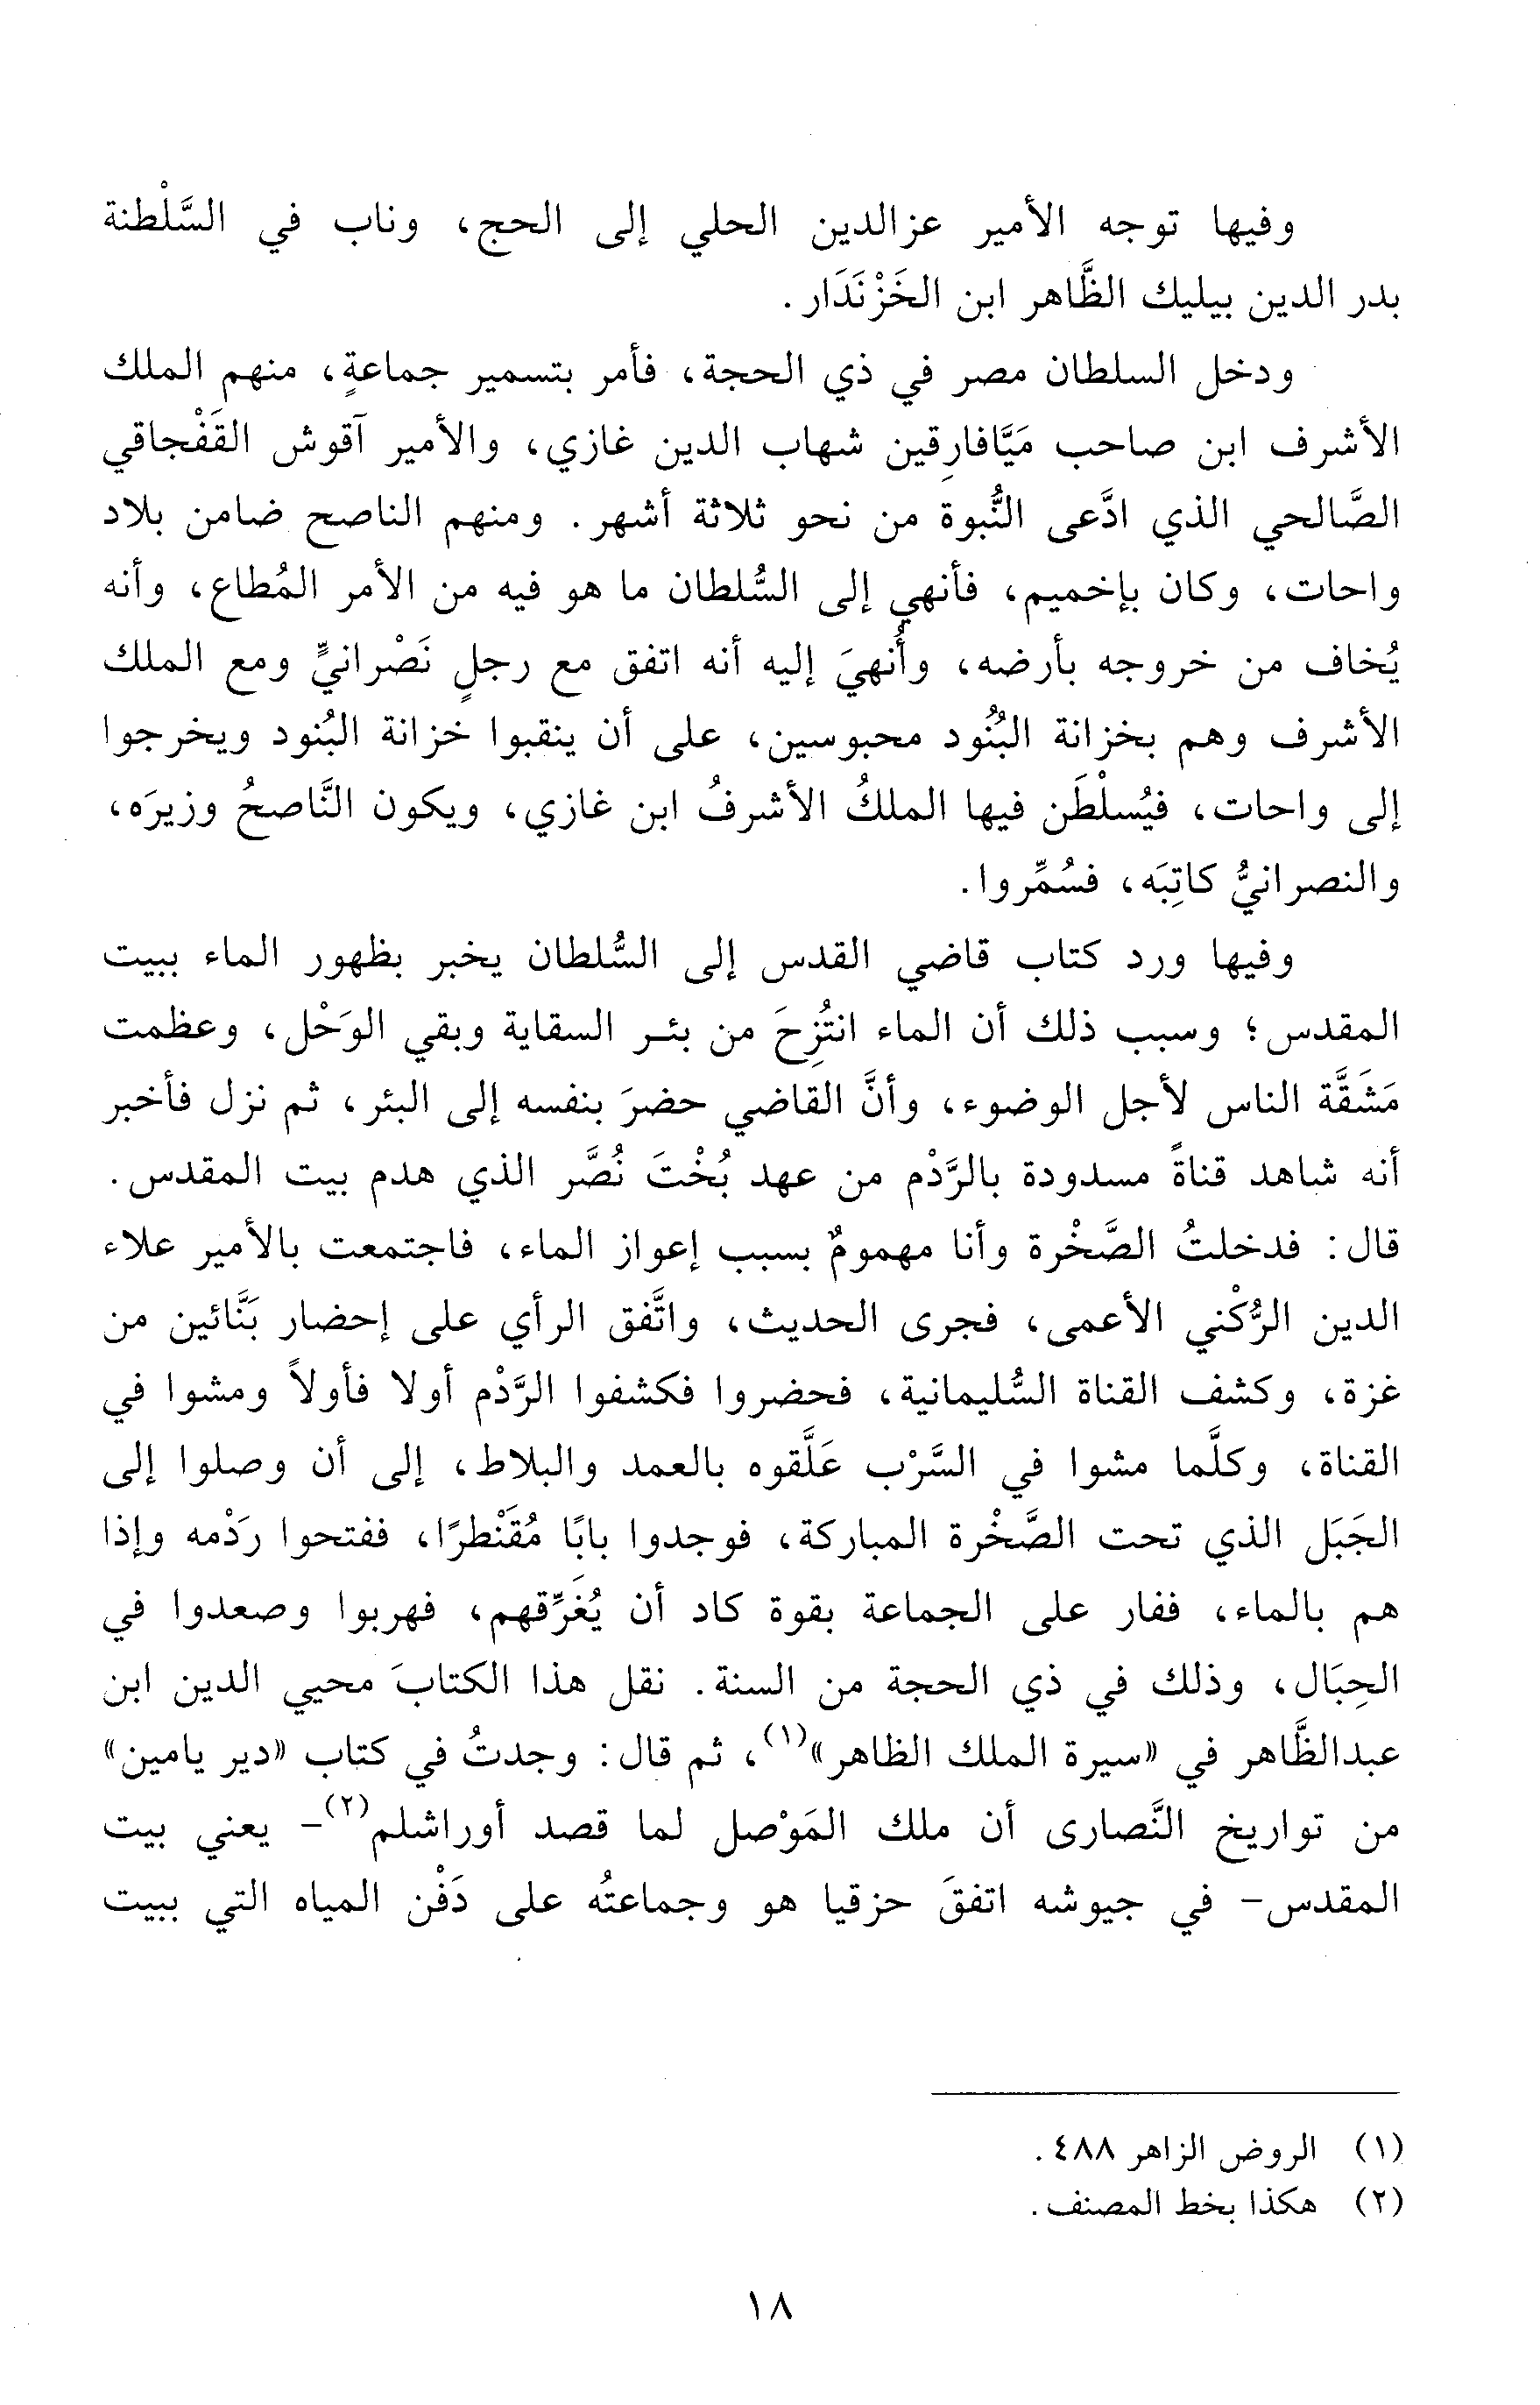 وفيها توجه الأمير عزالدين الحلي إلى الحج، وناب في السَّلْطنة
بدر الدين بيليك الظَّاهر ابن الخَزْنَدَار.
ودخل السلطان مصر في ذي الحجة، فأمر بتسمير جماعةٍ، منهم الملك
الأشرف ابن صاحب مَيَّافارِقين شهاب الدين غازي، والأمير آقوش القَفْجاقي
الصَّالحي الذي ادَّعى النُّبوة من نحو ثلاثة أشهر. ومنهم الناصح ضامن بلاد
واحات، وكان بإخميم، فأنهي إلى السُّلطان ما هو فيه من الأمر المُطاع، وأنه
يُخاف من خروجه بأرضه، وأُنهيَ إليه أنه اتفق مع رجلٍ نَصْرانيٍّ ومع الملك
الأشرف وهم بخزانة البُنُود محبوسين، على أن ينقبوا خزانة البُنود ويخرجوا
إلى واحات، فيُسلْطَن فيها الملكُ الأشرفُ ابن غازي، ويكون النَّاصحُ وزيرَه،
والنصرانيُّ كاتِبَه، فسُمِّروا.
وفيها ورد كتاب قاضي القدس إلى السُّلطان يخبر بظهور الماء ببيت
المقدس؛ وسبب ذلك أن الماء انتُزِحَ من بئر السقاية وبقي الوَحْل، وعظمت
مَشَقَّة الناس لأجل الوضوء، وأنَّ القاضي حضرَ بنفسه إلى البئر، ثم نزل فأخبر
أنه شاهد قناةً مسدودة بالرَّدْم من عهد بُخْتَ نُصَّر الذي هدم بيت المقدس.
قال: فدخلتُ الصَّخْرة وأنا مهمومٌ بسبب إعواز الماء، فاجتمعت بالأمير علاء
الدين الرُّكْني الأعمى، فجرى الحديث، واتَّفق الرأي على إحضار بَنَّائين من
غزة، وكشف القناة السُّليمانية، فحضروا فكشفوا الرَّدْم أولا فأولاً ومشوا في
القناة، وكلَّما مشوا في السَّرْب عَلَّقوه بالعمد والبلاط، إلى أن وصلوا إلى
الجَبَل الذي تحت الصَّخْرة المباركة، فوجدوا بابًا مُقَنْطرًا، ففتحوا رَدْمه وإذا
هم بالماء، ففار على الجماعة بقوة كاد أن يُغَرِّقهم، فهربوا وصعدوا في
الحِبَال، وذلك في ذي الحجة من السنة. نقل هذا الكتابَ محيي الدين ابن
عبدالظَّاهر في «سيرة الملك الظاهر»(١)، ثم قال: وجدتُ في كتاب «دير يامين»
من تواريخ النَّصارى أن ملك المَوْصل لما قصد أوراشلم(٢)- يعني بيت
المقدس- في جيوشه اتفقَ حزقيا هو وجماعتُه على دَفْن المياه التي ببيت
(١) الروض الزاهر ٤٨٨.
(٢) هكذا بخط المصنف.
١٨